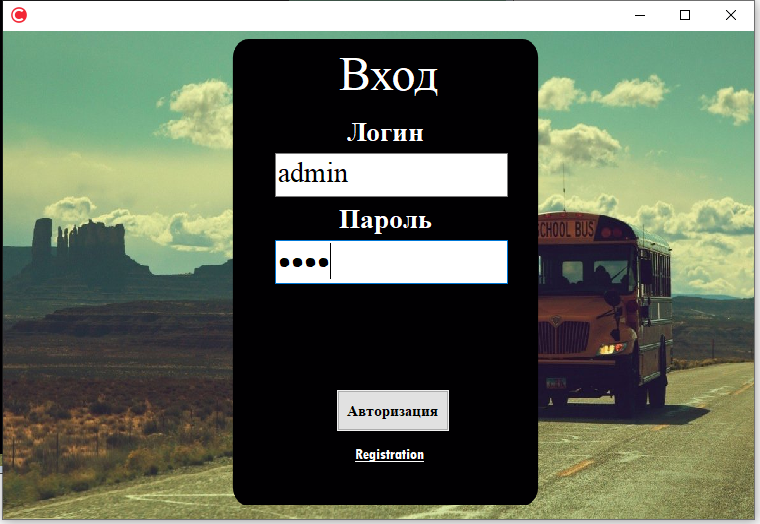 Вход
Логин
admin
Пароль
••••
SCHOOL BUS
Авторизация
Registration